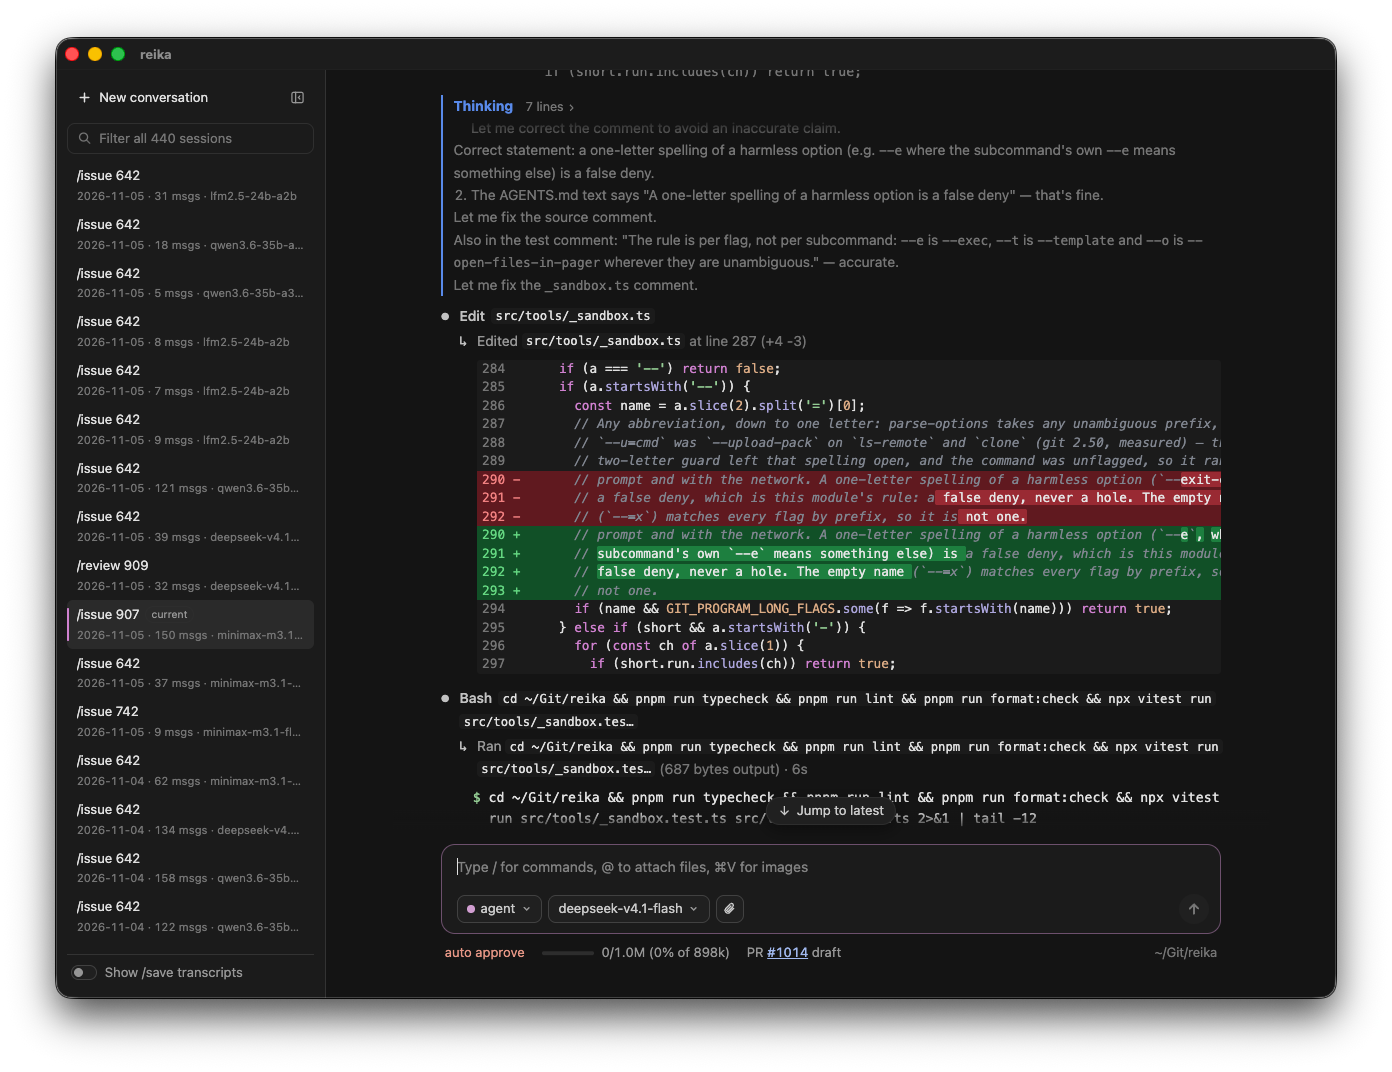 reika
New conversation
Filter all 440 sessions
/issue 642
2026-11-05 · 31 msgs · lfm2.5-24b-a2b
/issue 642
2026-11-05 · 18 msgs · qwen3.6-35b-a...
/issue 642
2026-11-05 · 5 msgs · qwen3.6-35b-a3...
/issue 642
2026-11-05 · 8 msgs · lfm2.5-24b-a2b
/issue 642
2026-11-05 · 7 msgs · lfm2.5-24b-a2b
/issue 642
2026-11-05 · 9 msgs · lfm2.5-24b-a2b
/issue 642
2026-11-05 · 121 msgs · qwen3.6-35b...
/issue 642
2026-11-05 · 39 msgs · deepseek-v4.1...
/review 909
2026-11-05 · 32 msgs · deepseek-v4.1...
/issue 907 current
2026-11-05 · 150 msgs · minimax-m3.1...
/issue 642
2026-11-05 · 37 msgs · minimax-m3.1-...
/issue 742
2026-11-05 · 9 msgs · minimax-m3.1-fl...
/issue 642
2026-11-04 · 62 msgs · minimax-m3.1-...
/issue 642
2026-11-04 · 134 msgs · deepseek-v4....
/issue 642
2026-11-04 · 158 msgs · qwen3.6-35b...
/issue 642
2026-11-04 · 122 msgs · qwen3.6-35b...
Show /save transcripts
if (short.run.includes(ch)) return true;
Thinking 7 lines ›
Let me correct the comment to avoid an inaccurate claim.
Correct statement: a one-letter spelling of a harmless option (e.g. --e where the subcommand's own --e means
something else) is a false deny.
2. The AGENTS.md text says "A one-letter spelling of a harmless option is a false deny" — that's fine.
Let me fix the source comment.
Also in the test comment: "The rule is per flag, not per subcommand: --e is --exec, --t is --template and --o is --
open-files-in-pager wherever they are unambiguous." — accurate.
Let me fix the _sandbox.ts comment.
Edit src/tools/_sandbox.ts
↳ Edited src/tools/_sandbox.ts at line 287 (+4 -3)
284 if (a === '--') return false;
285 if (a.startsWith('--')) {
286 const name = a.slice(2).split('=')[0];
287 // Any abbreviation, down to one letter: parse-options takes any unambiguous prefix,
288 // `--u=cmd` was `--upload-pack` on `ls-remote` and `clone` (git 2.50, measured) — t
289 // two-letter guard left that spelling open, and the command was unflagged, so it ra
290 - // prompt and with the network. A one-letter spelling of a harmless option (`--exit-
291 - // a false deny, which is this module's rule: a false deny, never a hole. The empty
292 - // (`--=x`) matches every flag by prefix, so it is not one.
290 + // prompt and with the network. A one-letter spelling of a harmless option (`--e`, wh
291 + // subcommand's own `--e` means something else) is a false deny, which is this modul
292 + // false deny, never a hole. The empty name (`--=x`) matches every flag by prefix, s
293 + // not one.
294 if (name && GIT_PROGRAM_LONG_FLAGS.some(f => f.startsWith(name))) return true;
295 } else if (short && a.startsWith('-')) {
296 for (const ch of a.slice(1)) {
297 if (short.run.includes(ch)) return true;
Bash cd ~/Git/reika && pnpm run typecheck && pnpm run lint && pnpm run format:check && npx vitest run
src/tools/_sandbox.tes…
↳ Ran cd ~/Git/reika && pnpm run typecheck && pnpm run lint && pnpm run format:check && npx vitest run
src/tools/_sandbox.tes… (687 bytes output) · 6s
$ cd ~/Git/reika && pnpm run typecheck && pnpm run lint && pnpm run format:check && npx vitest
run src/tools/_sandbox.test.ts src/ ts 2>&1 | tail -12
↓ Jump to latest
Type / for commands, @ to attach files, ⌘V for images
agent
deepseek-v4.1-flash
auto approve 0/1.0M (0% of 898k) PR #1014 draft ~/Git/reika